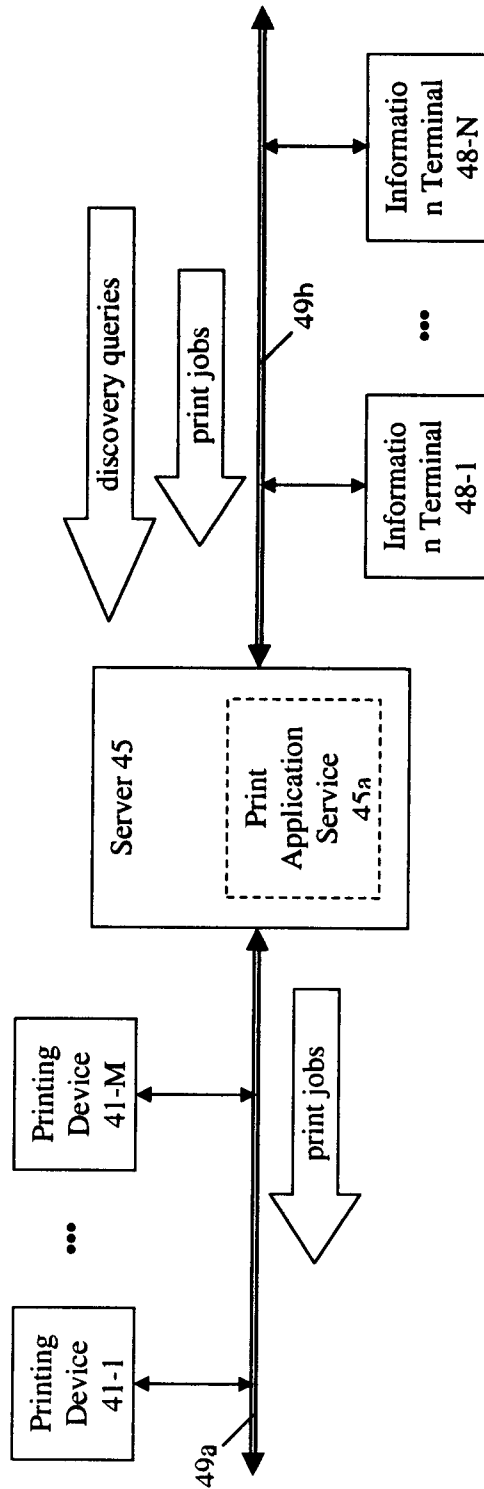 Printing
Device
41-1
•••
Printing
Device
41-M
49a
print jobs
Server 45
Print
Application
Service
45a
discovery queries
print jobs
49b
Informatio
n Terminal
48-1
•••
Informatio
n Terminal
48-N